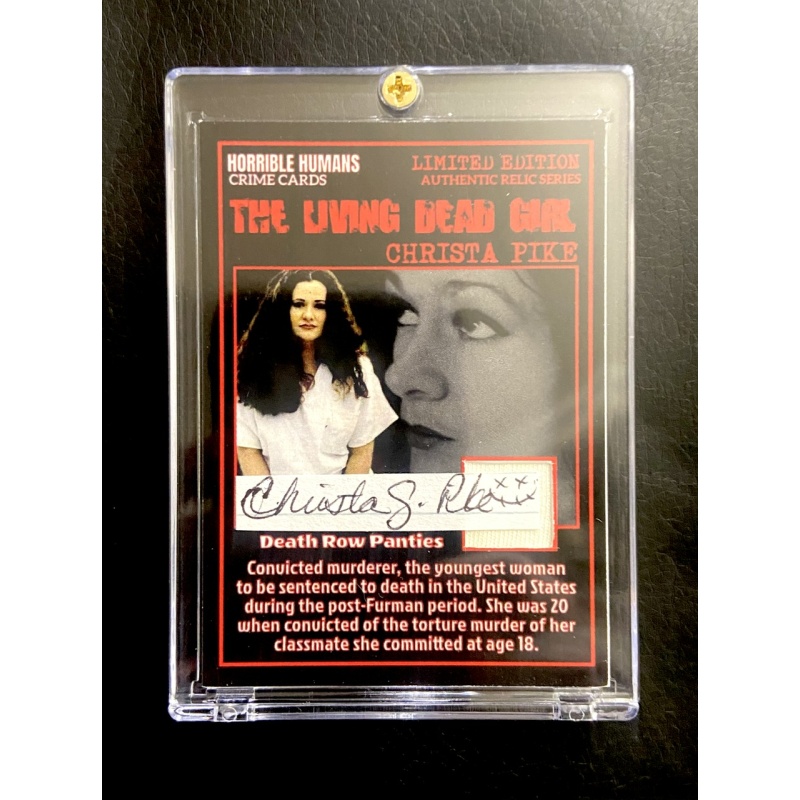 HORRIBLE HUMANS LIMITED EDITION
CRIME CARDS AUTHENTIC RELIC SERIES
THE LIVING DEAD GIRL
CHRISTA PIKE
Christa G. Pike xxxx
Death Row Panties
Convicted murderer, the youngest woman
to be sentenced to death in the United States
during the post-Furman period. She was 20
when convicted of the torture murder of her
classmate she committed at age 18.